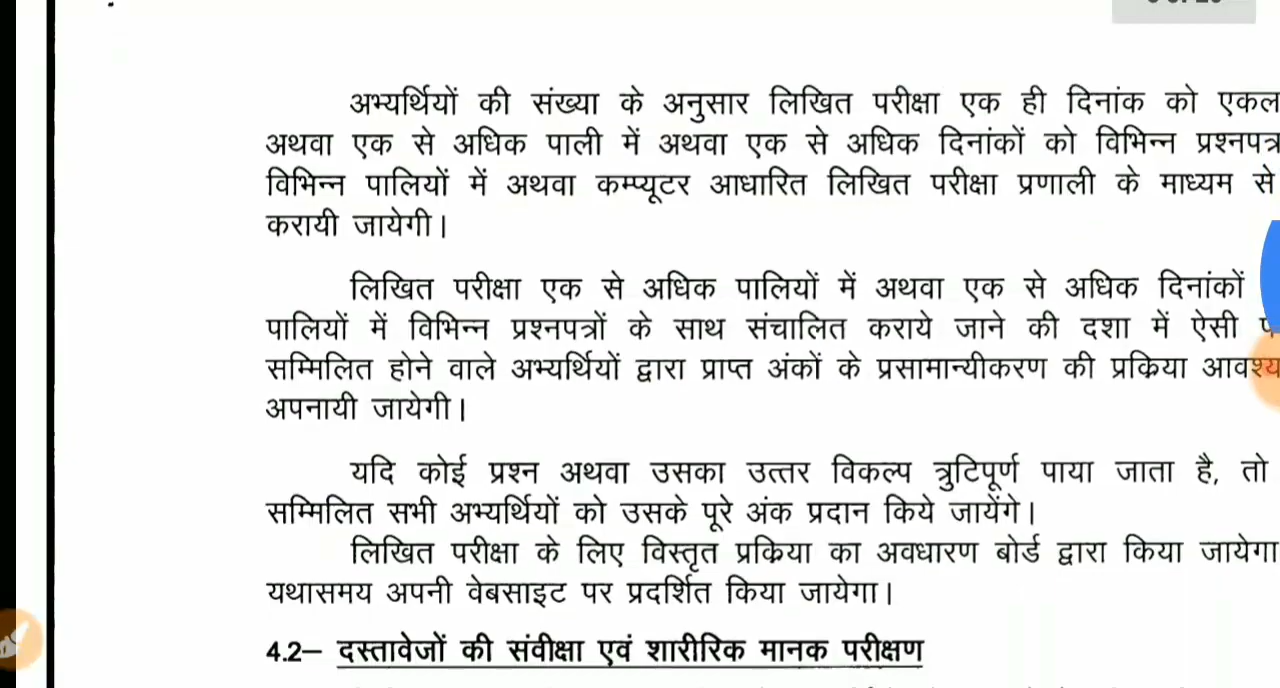 अभ्यर्थियों की संख्या के अनुसार लिखित परीक्षा एक ही दिनांक को एकल
अथवा एक से अधिक पाली में अथवा एक से अधिक दिनांकों को विभिन्न प्रश्नपत्र
विभिन्न पालियों में अथवा कम्प्यूटर आधारित लिखित परीक्षा प्रणाली के माध्यम से
करायी जायेगी।
लिखित परीक्षा एक से अधिक पालियों में अथवा एक से अधिक दिनांकों
पालियों में विभिन्न प्रश्नपत्रों के साथ संचालित कराये जाने की दशा में ऐसी
सम्मिलित होने वाले अभ्यर्थियों द्वारा प्राप्त अंकों के प्रसामान्यीकरण की प्रक्रिया
अपनायी जायेगी।
यदि कोई प्रश्न अथवा उसका उत्तर विकल्प त्रुटिपूर्ण पाया जाता है, तो
सम्मिलित सभी अभ्यर्थियों को उसके पूरे अंक प्रदान किये जायेंगे।
लिखित परीक्षा के लिए विस्तृत प्रक्रिया का अवधारण बोर्ड द्वारा किया जायेगा
यथासमय अपनी वेबसाइट पर प्रदर्शित किया जायेगा।
4.2– दस्तावेजों की संवीक्षा एवं शारीरिक मानक परीक्षण